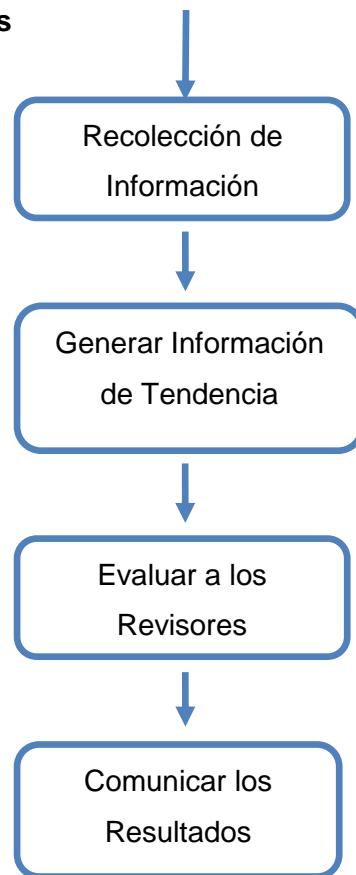 s
Recolección de
Información
Generar Información
de Tendencia
Evaluar a los
Revisores
Comunicar los
Resultados